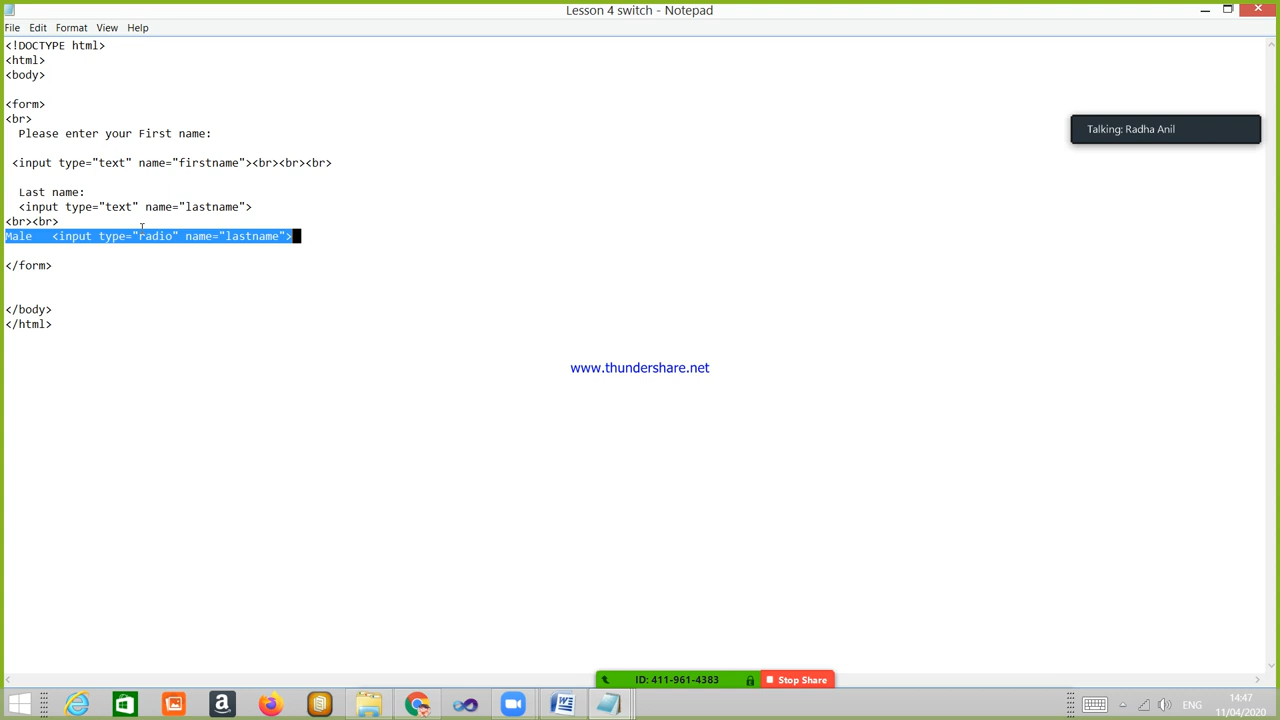 Lesson 4 switch - Notepad
File Edit Format View Help
<!DOCTYPE html>
<html>
<body>
<form>
<br>
Please enter your First name:
<input type="text" name="firstname"><br><br><br>
Last name:
<input type="text" name="lastname">
<br><br>
Male <input type="radio" name="lastname">
</form>
</body>
</html>
Talking: Radha Anil
www.thundershare.net
ID: 411-961-4383
Stop Share
ENG
14:47
11/04/2020